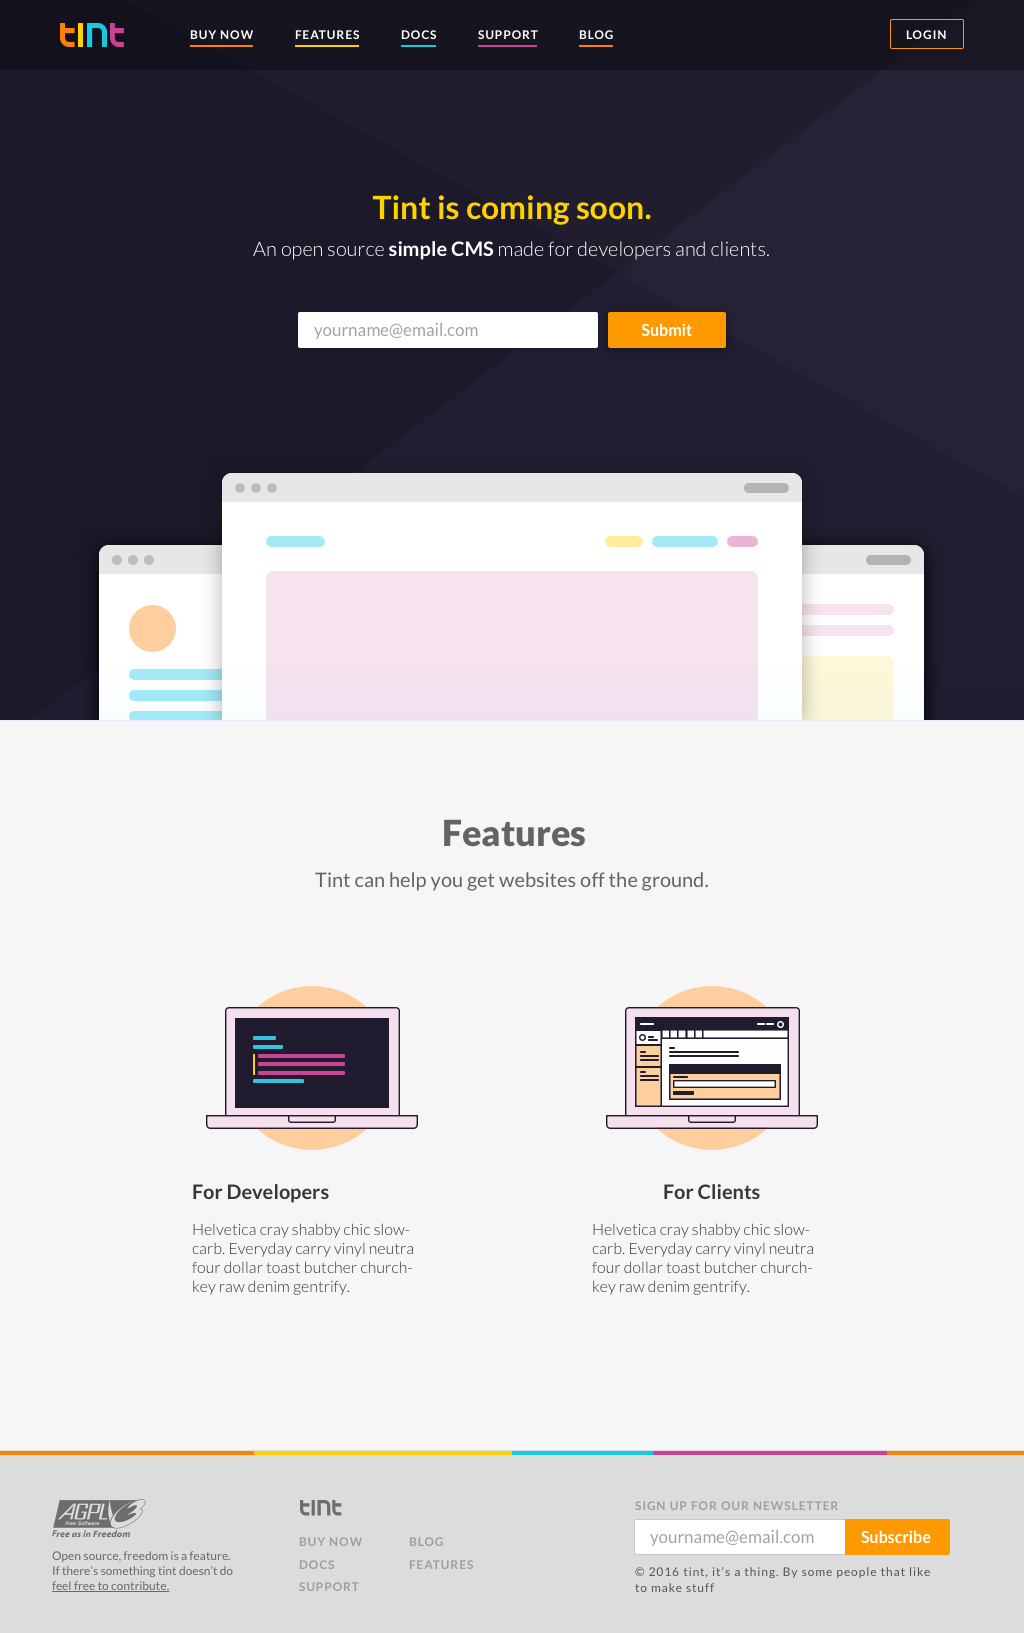 tint
BUY NOW FEATURES DOCS SUPPORT BLOG LOGIN
Tint is coming soon.
An open source simple CMS made for developers and clients.
yourname@email.com Submit
Features
Tint can help you get websites off the ground.
For Developers
Helvetica cray shabby chic slow-
carb. Everyday carry vinyl neutra
four dollar toast butcher church-
key raw denim gentrify.
For Clients
Helvetica cray shabby chic slow-
carb. Everyday carry vinyl neutra
four dollar toast butcher church-
key raw denim gentrify.
AGPLv3
Free Software
Free as in Freedom
Open source, freedom is a feature.
If there's something tint doesn't do
feel free to contribute.
tint
BUY NOW BLOG
DOCS FEATURES
SUPPORT
SIGN UP FOR OUR NEWSLETTER
yourname@email.com Subscribe
© 2016 tint, it's a thing. By some people that like
to make stuff